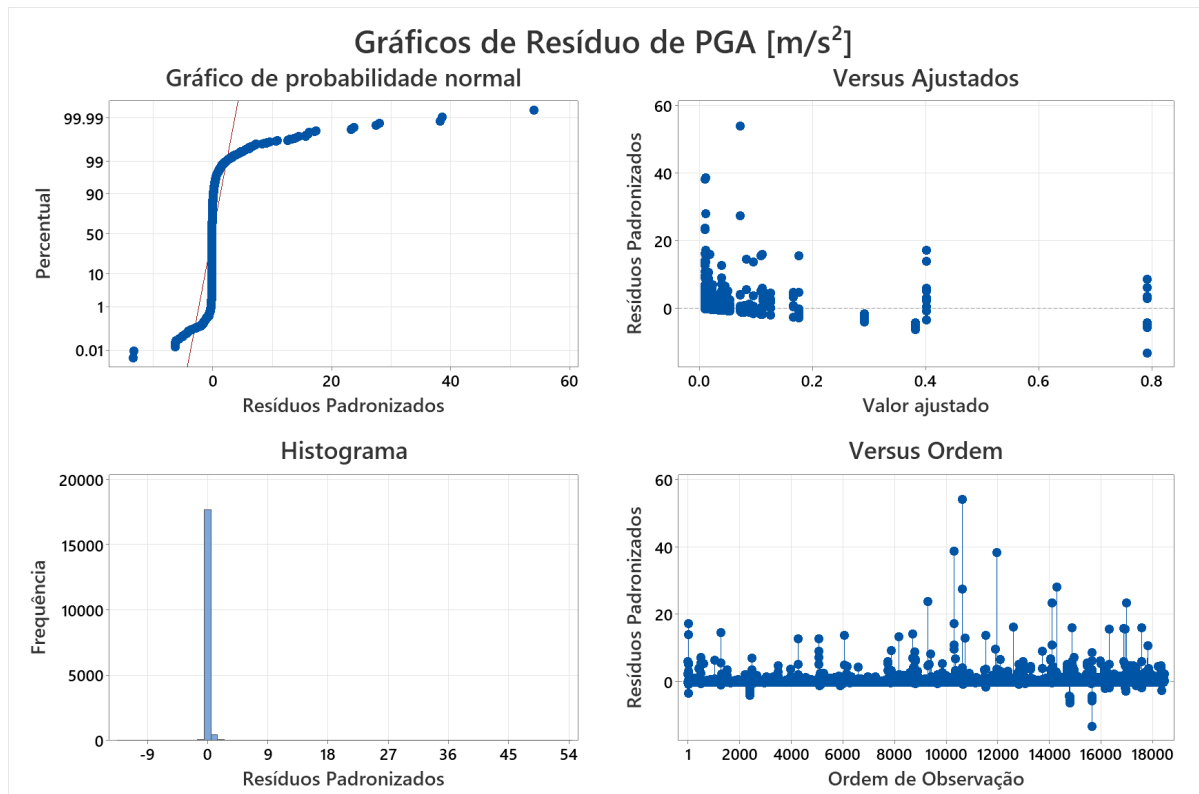 Gráficos de Resíduo de PGA [m/s²]
Gráfico de probabilidade normal
99.99
99
90
50
10
1
0.01
Percentual
0 20 40 60
Resíduos Padronizados
Versus Ajustados
60
40
20
0
Resíduos Padronizados
0.0 0.2 0.4 0.6 0.8
Valor ajustado
Histograma
20000
15000
10000
5000
0
Frequência
-9 0 9 18 27 36 45 54
Resíduos Padronizados
Versus Ordem
60
40
20
0
Resíduos Padronizados
1 2000 4000 6000 8000 10000 12000 14000 16000 18000
Ordem de Observação